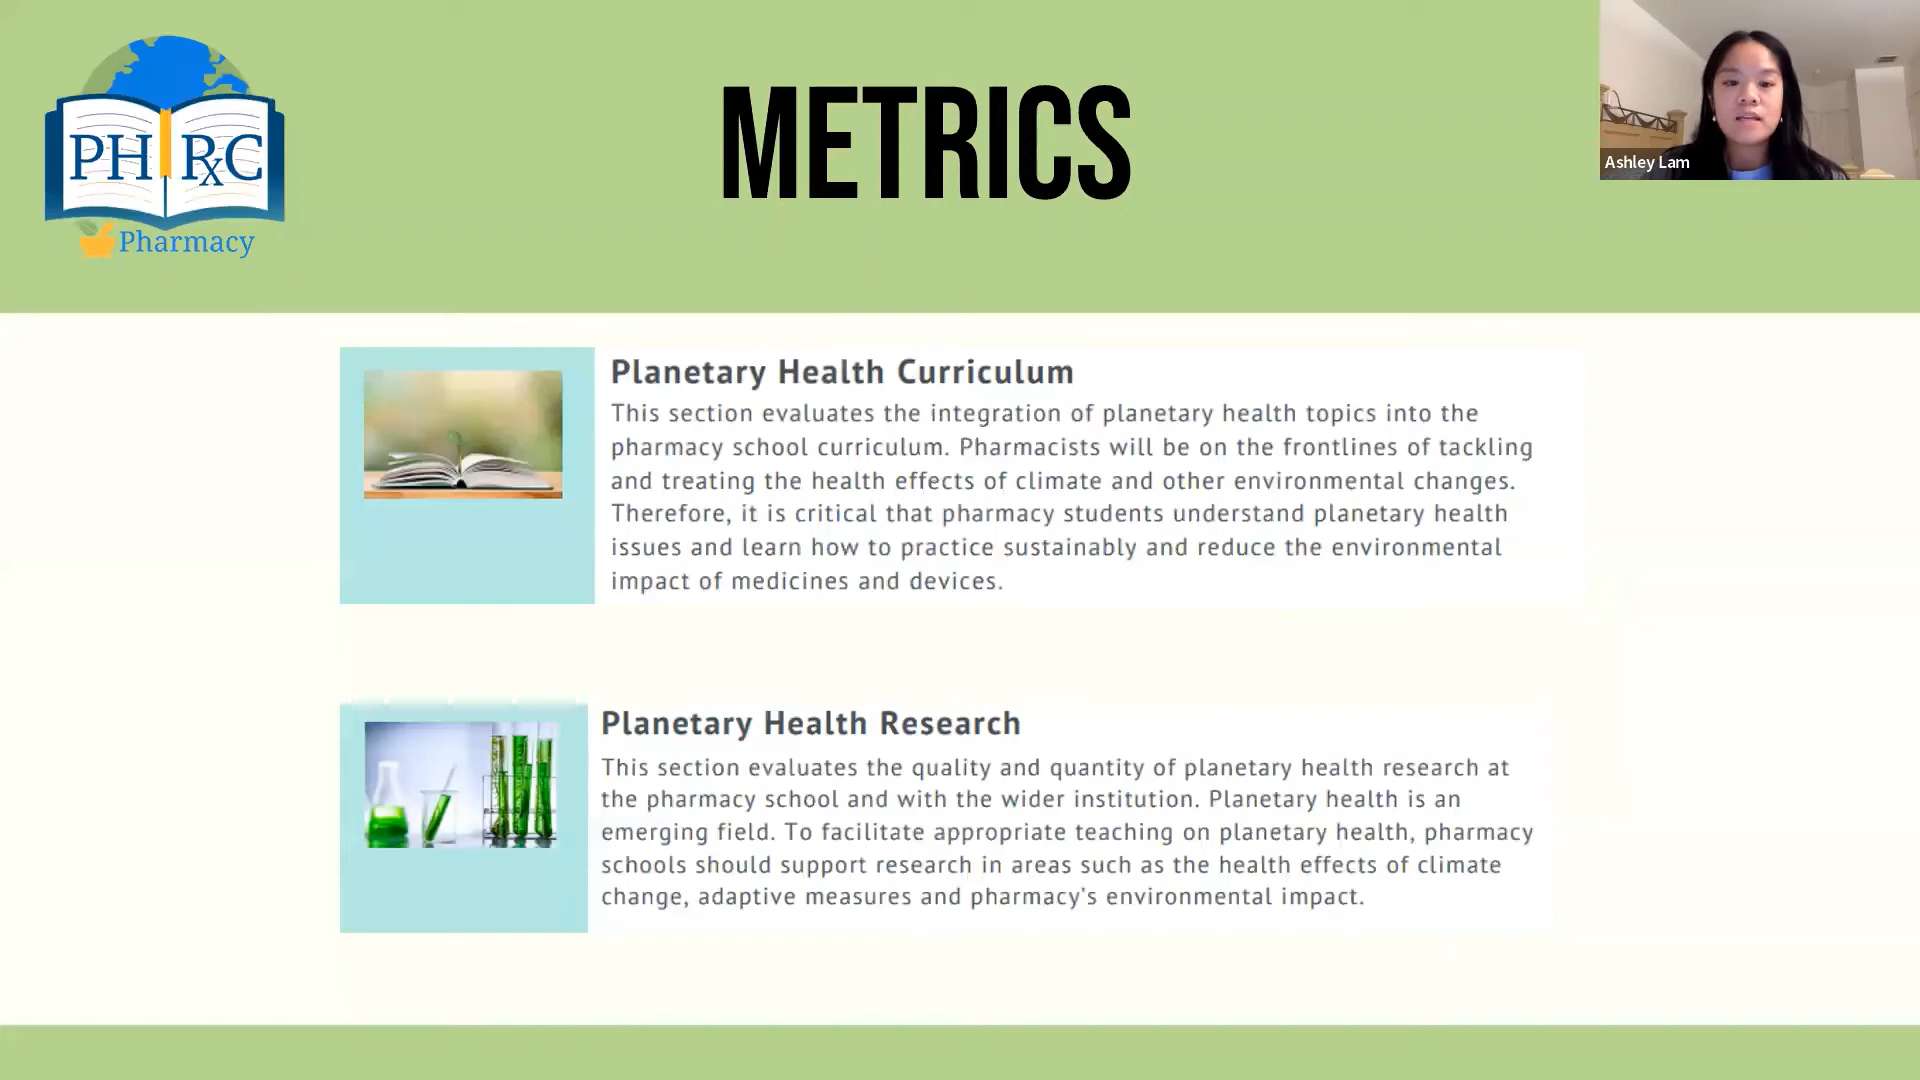 PH RxC
Pharmacy
METRICS
Ashley Lam
Planetary Health Curriculum
This section evaluates the integration of planetary health topics into the
pharmacy school curriculum. Pharmacists will be on the frontlines of tackling
and treating the health effects of climate and other environmental changes.
Therefore, it is critical that pharmacy students understand planetary health
issues and learn how to practice sustainably and reduce the environmental
impact of medicines and devices.
Planetary Health Research
This section evaluates the quality and quantity of planetary health research at
the pharmacy school and with the wider institution. Planetary health is an
emerging field. To facilitate appropriate teaching on planetary health, pharmacy
schools should support research in areas such as the health effects of climate
change, adaptive measures and pharmacy's environmental impact.